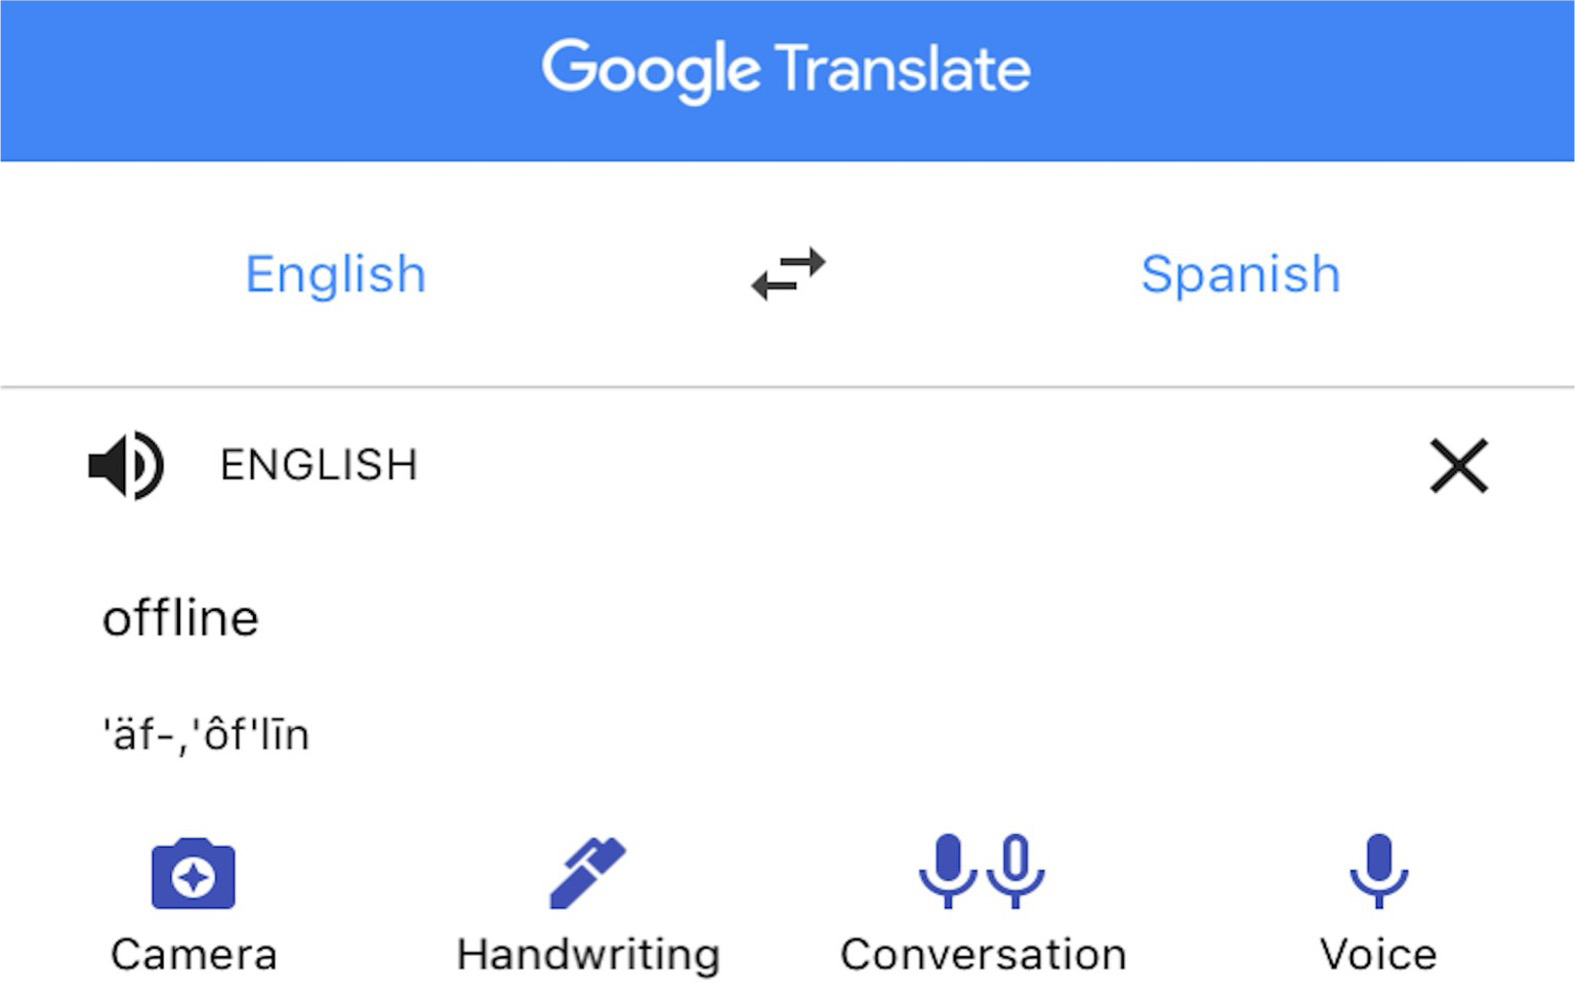 Google Translate
English Spanish
ENGLISH
offline
'äf-,'ôf'līn
Camera Handwriting Conversation Voice